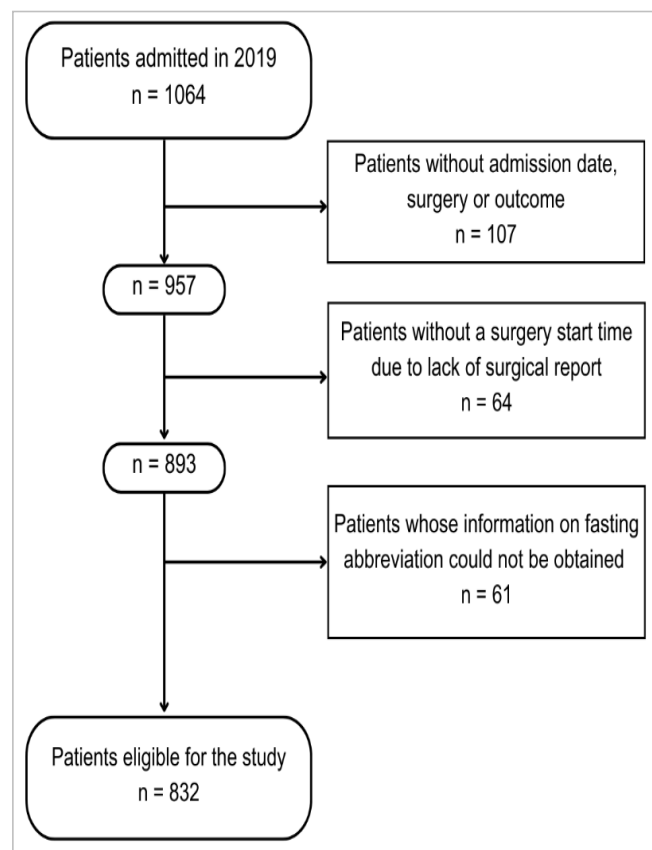 Patients admitted in 2019
n = 1064
Patients without admission date,
surgery or outcome
n = 107
n = 957
Patients without a surgery start time
due to lack of surgical report
n = 64
n = 893
Patients whose information on fasting
abbreviation could not be obtained
n = 61
Patients eligible for the study
n = 832